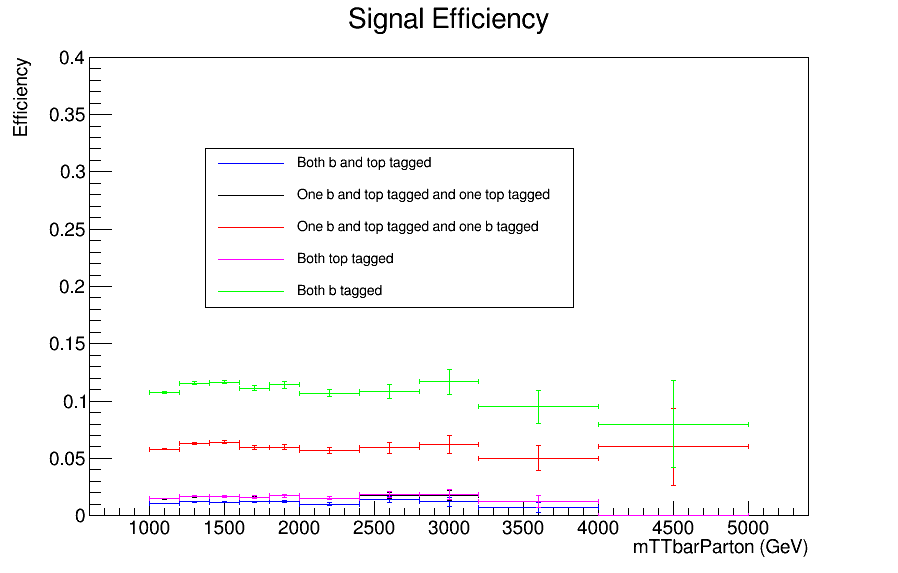 Signal Efficiency
Efficiency
0.4
0.35
0.3
0.25
0.2
0.15
0.1
0.05
0
Both b and top tagged
One b and top tagged and one top tagged
One b and top tagged and one b tagged
Both top tagged
Both b tagged
1000 1500 2000 2500 3000 3500 4000 4500 5000
mTTbarParton (GeV)